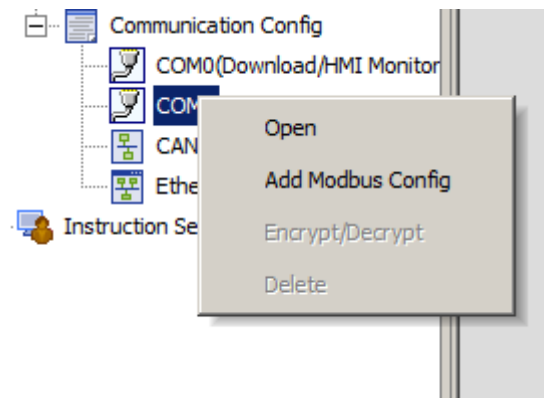 Communication Config
COM0(Download/HMI Monitor
COM
CAN
Ethe
Instruction Se
Open
Add Modbus Config
Encrypt/Decrypt
Delete